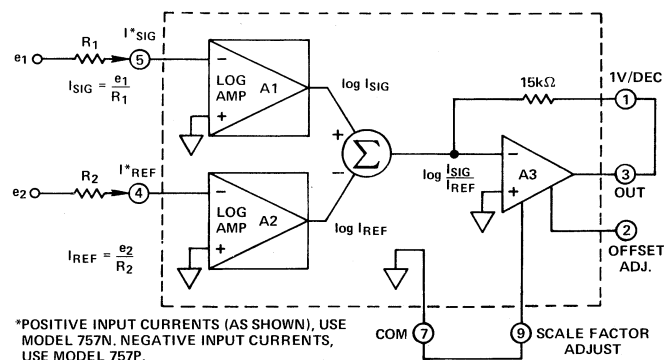 I*SIG
R1
e1
5
ISIG = e1/R1
LOG AMP A1
−
+
log ISIG
15kΩ
1V/DEC
1
+
Σ
−
I*REF
R2
e2
4
LOG AMP A2
−
+
log IREF
IREF = e2/R2
log ISIG/IREF
−
+
A3
3
OUT
2
OFFSET
ADJ.
*POSITIVE INPUT CURRENTS (AS SHOWN), USE
MODEL 757N. NEGATIVE INPUT CURRENTS,
USE MODEL 757P.
COM 7
9 SCALE FACTOR
ADJUST